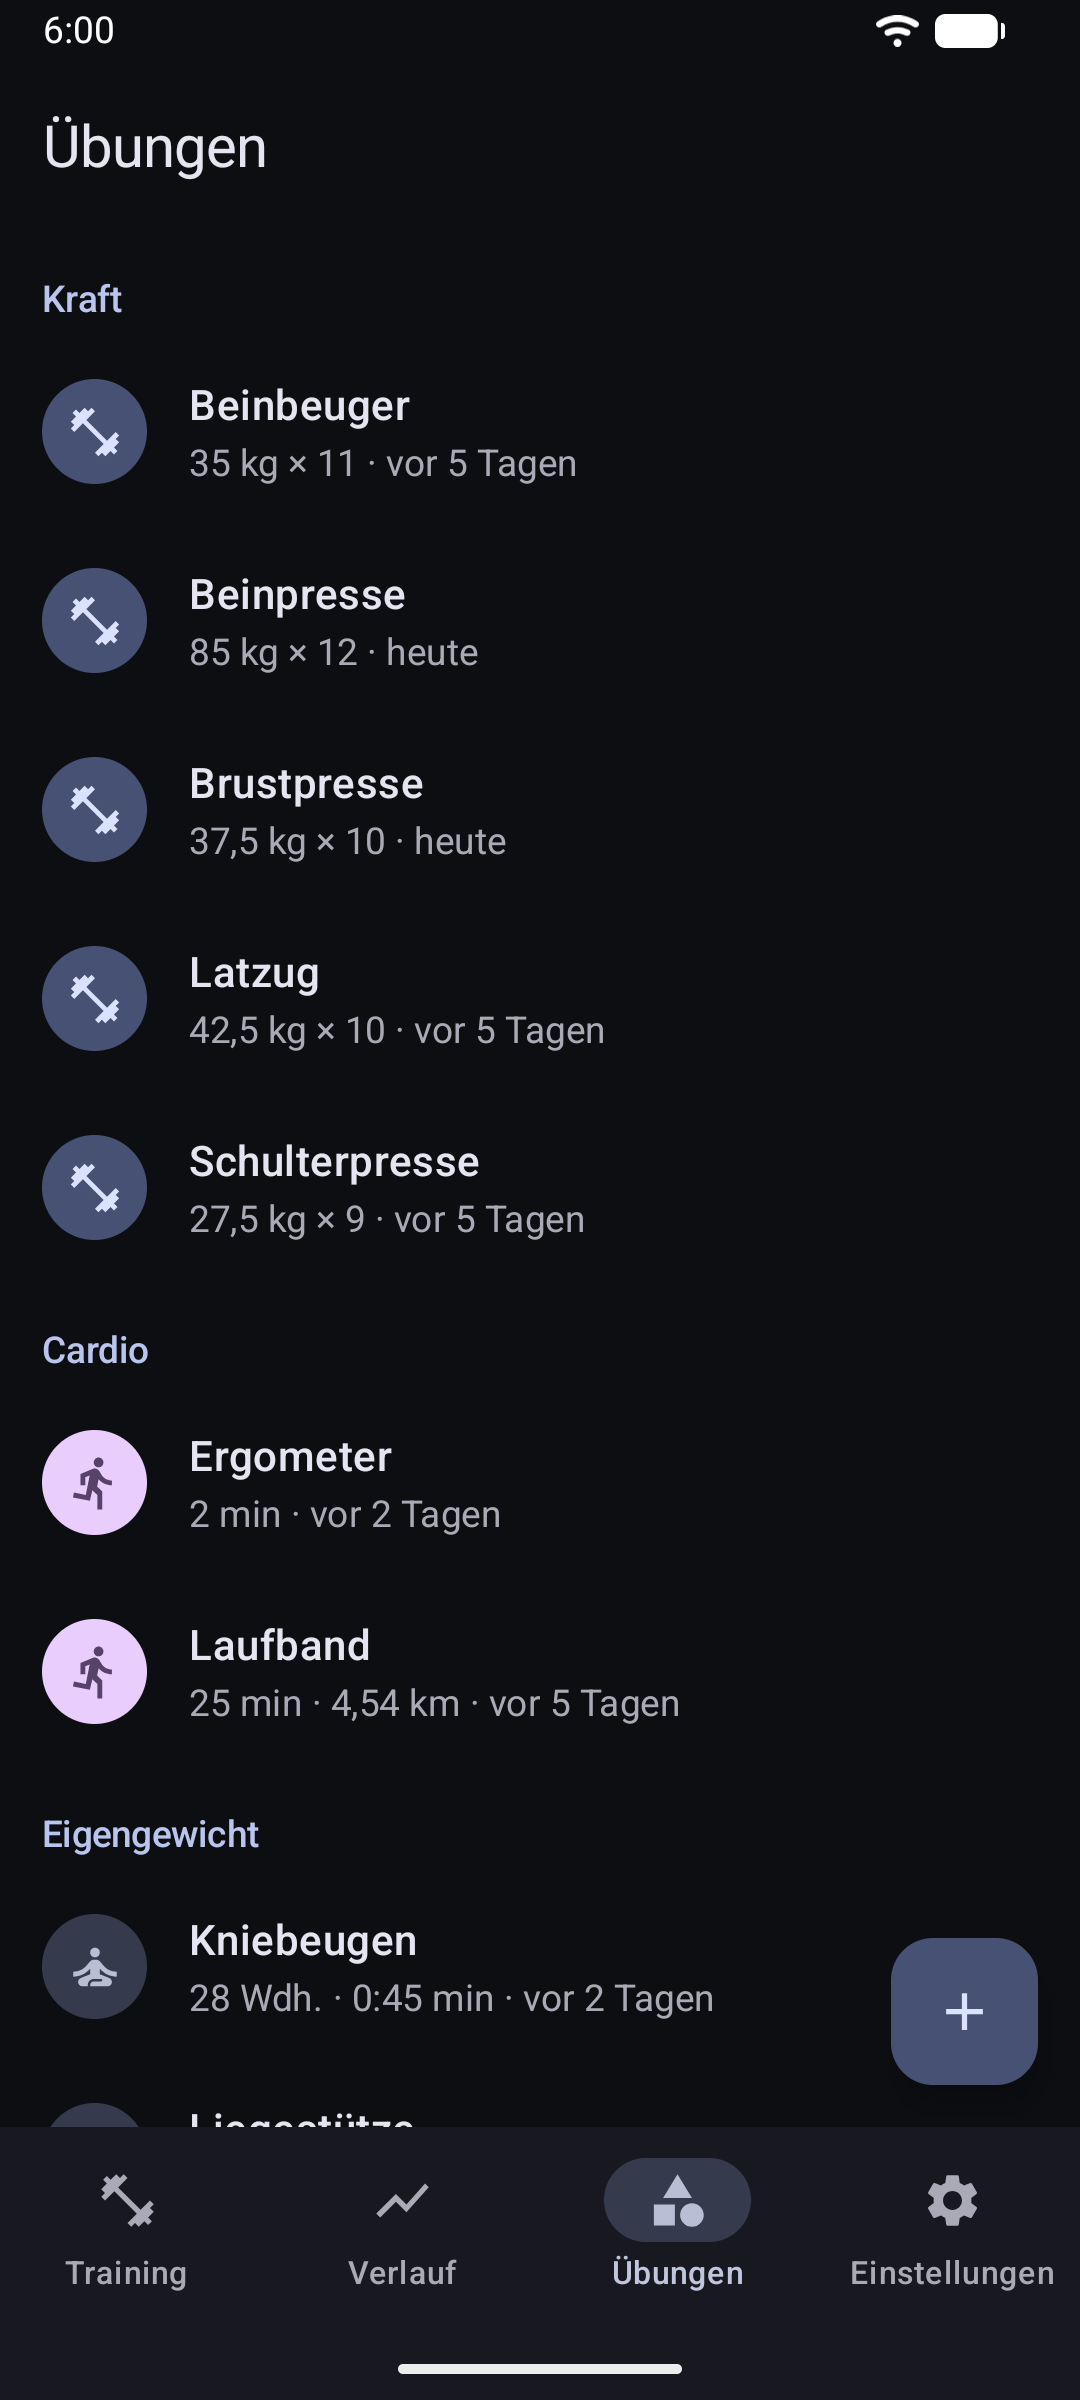 6:00
Übungen
Kraft
Beinbeuger
35 kg × 11 · vor 5 Tagen
Beinpresse
85 kg × 12 · heute
Brustpresse
37,5 kg × 10 · heute
Latzug
42,5 kg × 10 · vor 5 Tagen
Schulterpresse
27,5 kg × 9 · vor 5 Tagen
Cardio
Ergometer
2 min · vor 2 Tagen
Laufband
25 min · 4,54 km · vor 5 Tagen
Eigengewicht
Kniebeugen
28 Wdh. · 0:45 min · vor 2 Tagen
Liegestütze
Training
Verlauf
Übungen
Einstellungen